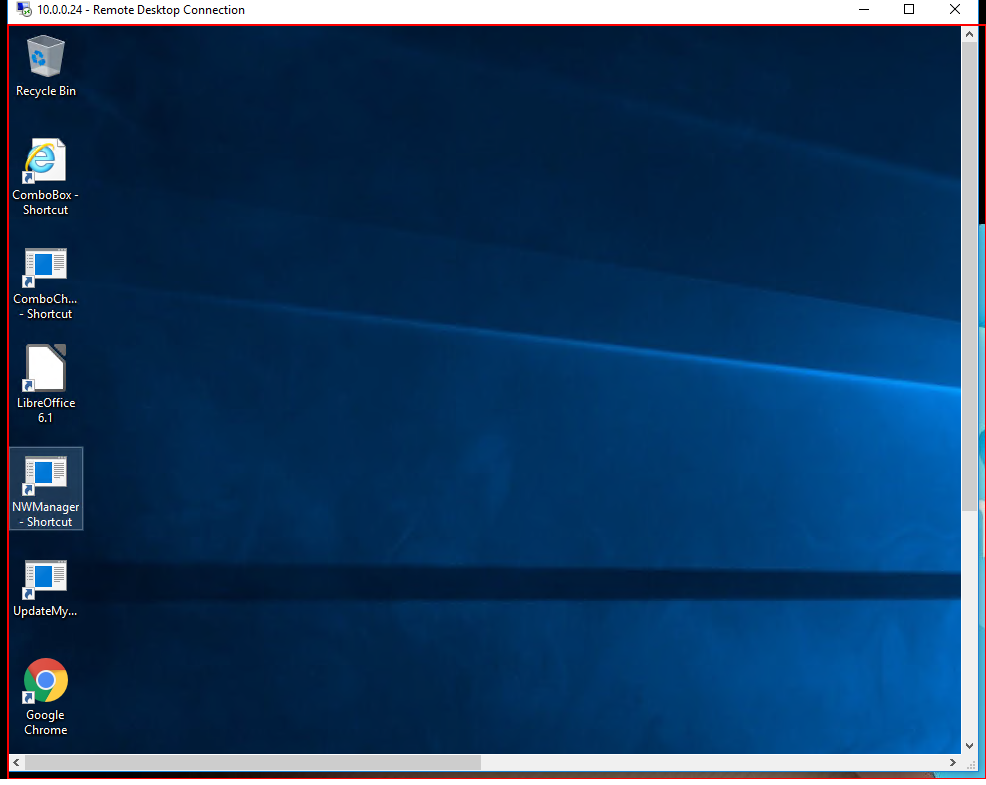 10.0.0.24 - Remote Desktop Connection
Recycle Bin
ComboBox -
Shortcut
ComboCh...
- Shortcut
LibreOffice
6.1
NWManager
- Shortcut
UpdateMy...
Google
Chrome